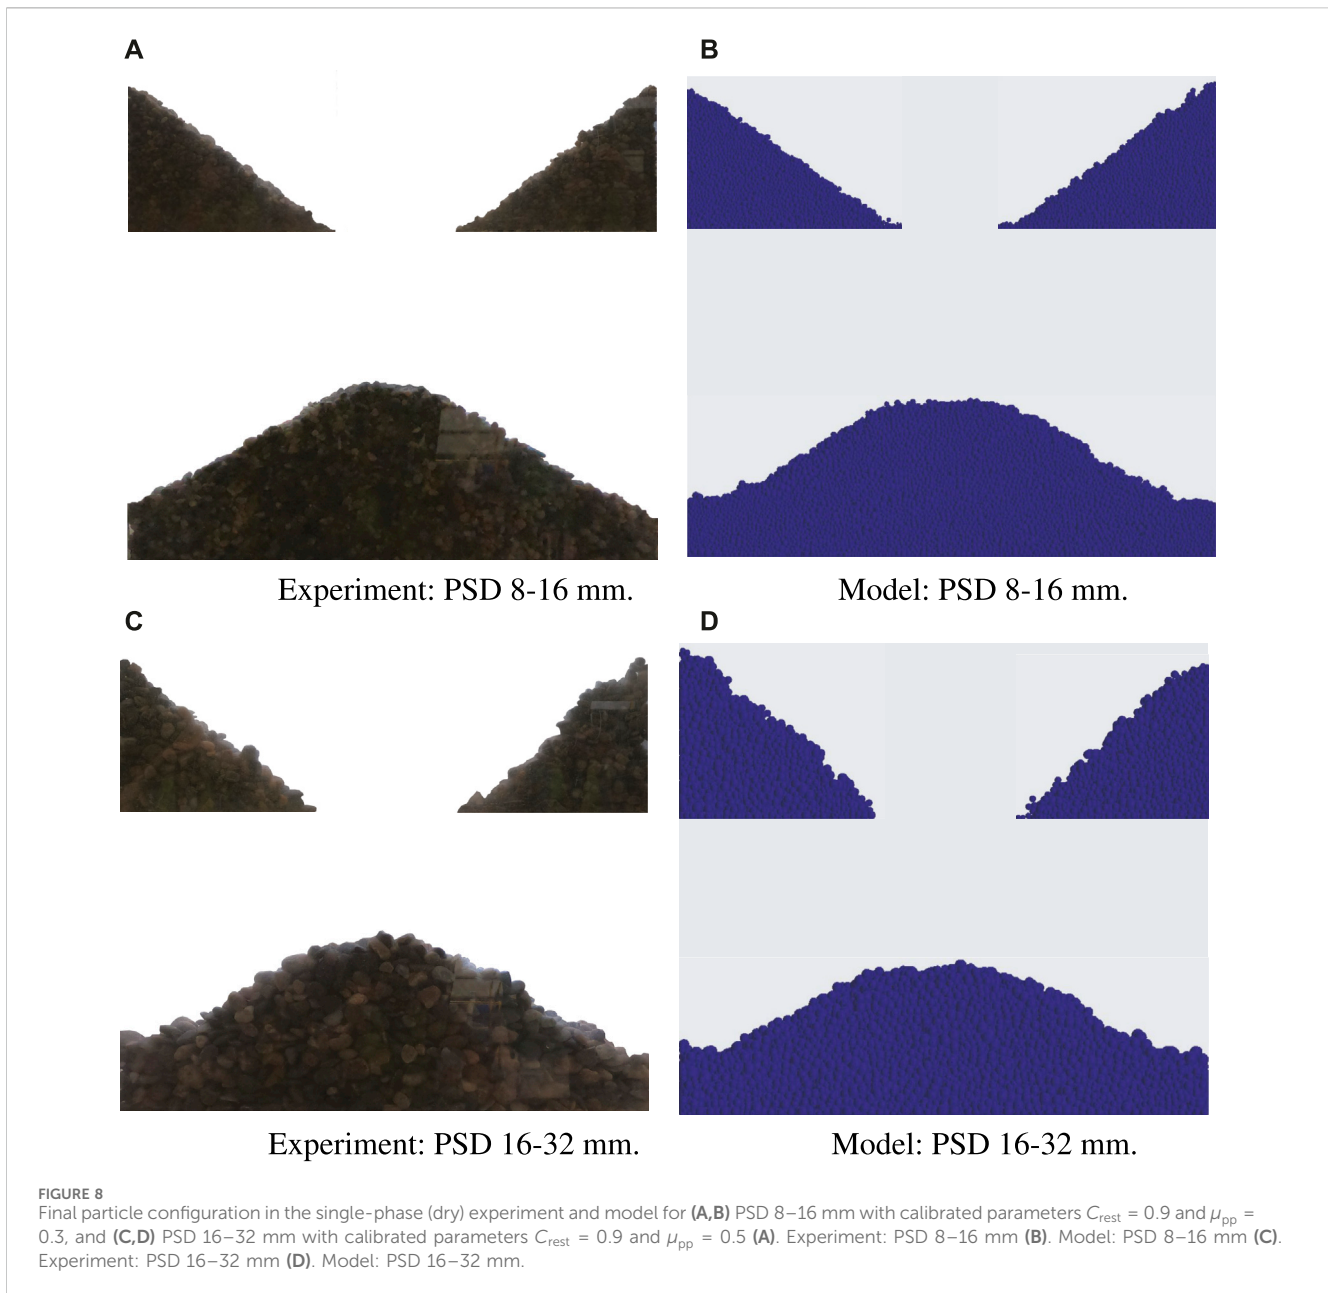 A
B
Experiment: PSD 8-16 mm.
Model: PSD 8-16 mm.
C
D
Experiment: PSD 16-32 mm.
Model: PSD 16-32 mm.
FIGURE 8
Final particle configuration in the single-phase (dry) experiment and model for (A,B) PSD 8–16 mm with calibrated parameters C_rest = 0.9 and μ_pp =
0.3, and (C,D) PSD 16–32 mm with calibrated parameters C_rest = 0.9 and μ_pp = 0.5 (A). Experiment: PSD 8–16 mm (B). Model: PSD 8–16 mm (C).
Experiment: PSD 16–32 mm (D). Model: PSD 16–32 mm.